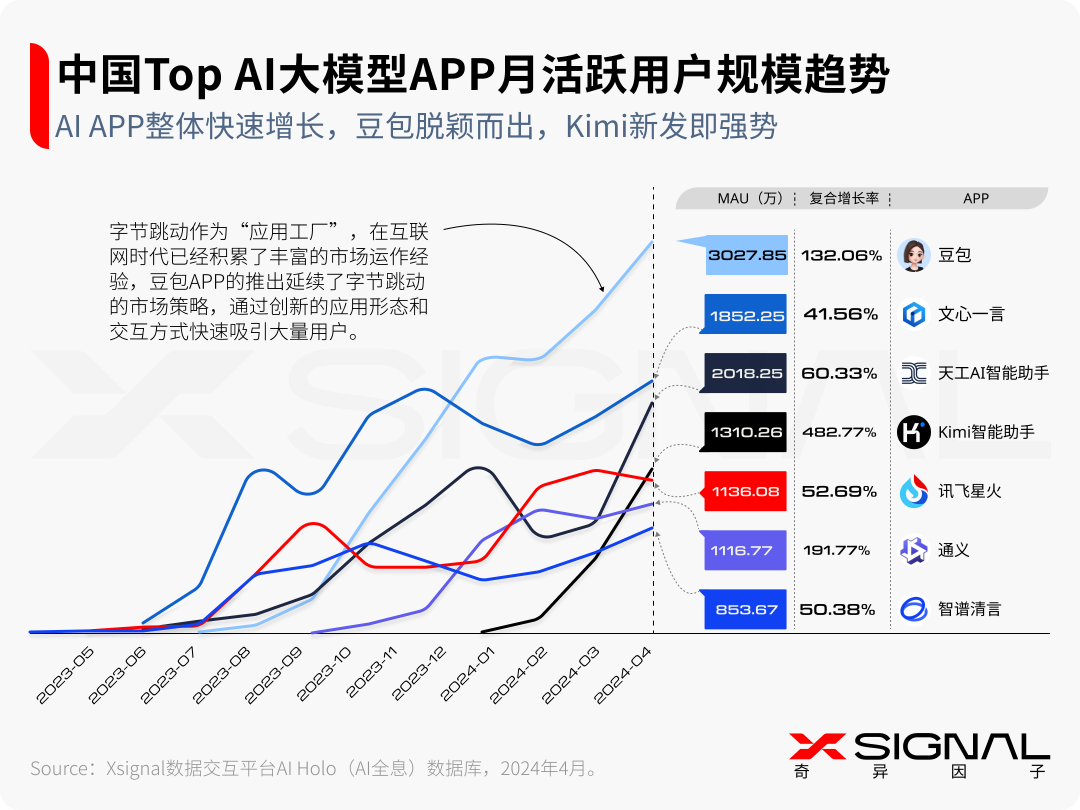 中国Top AI大模型APP月活跃用户规模趋势
AI APP整体快速增长，豆包脱颖而出，Kimi新发即强势
字节跳动作为“应用工厂”，在互联
网时代已经积累了丰富的市场运作经
验，豆包APP的推出延续了字节跳动
的市场策略，通过创新的应用形态和
交互方式快速吸引大量用户。
MAU（万） 复合增长率 APP
3027.85 132.06% 豆包
1852.25 41.56% 文心一言
2018.25 60.33% 天工AI智能助手
1310.26 482.77% Kimi智能助手
1136.08 52.69% 讯飞星火
1116.77 191.77% 通义
853.67 50.38% 智谱清言
XSIGNAL
2023-05 2023-06 2023-07 2023-08 2023-09 2023-10 2023-11 2023-12 2024-01 2024-02 2024-03 2024-04
XSIGNAL
奇异因子
Source：Xsignal数据交互平台AI Holo（AI全息）数据库，2024年4月。